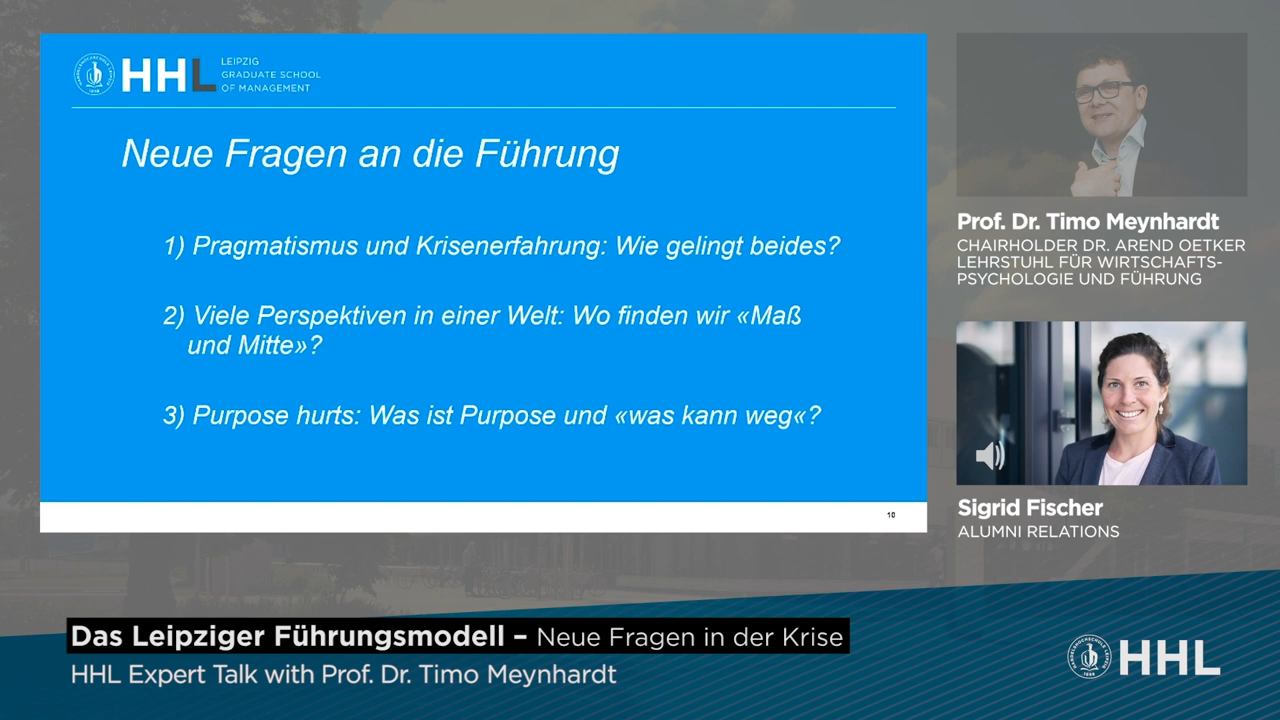 HHL
LEIPZIG
GRADUATE SCHOOL
OF MANAGEMENT
Neue Fragen an die Führung
1) Pragmatismus und Krisenerfahrung: Wie gelingt beides?
2) Viele Perspektiven in einer Welt: Wo finden wir «Maß
und Mitte»?
3) Purpose hurts: Was ist Purpose und «was kann weg«?
10
Prof. Dr. Timo Meynhardt
CHAIRHOLDER DR. AREND OETKER
LEHRSTUHL FÜR WIRTSCHAFTS-
PSYCHOLOGIE UND FÜHRUNG
Sigrid Fischer
ALUMNI RELATIONS
Das Leipziger Führungsmodell – Neue Fragen in der Krise
HHL Expert Talk with Prof. Dr. Timo Meynhardt
HHL